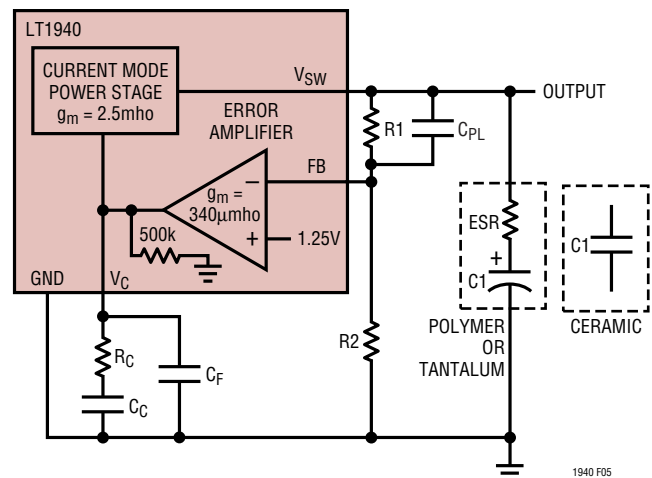 LT1940
CURRENT MODE
POWER STAGE
gm = 2.5mho
VSW
OUTPUT
ERROR
AMPLIFIER
R1
CPL
FB
gm =
340µmho
–
+
1.25V
500k
ESR
+
C1
C1
GND
VC
R2
POLYMER
OR
TANTALUM
CERAMIC
RC
CF
CC
1940 F05